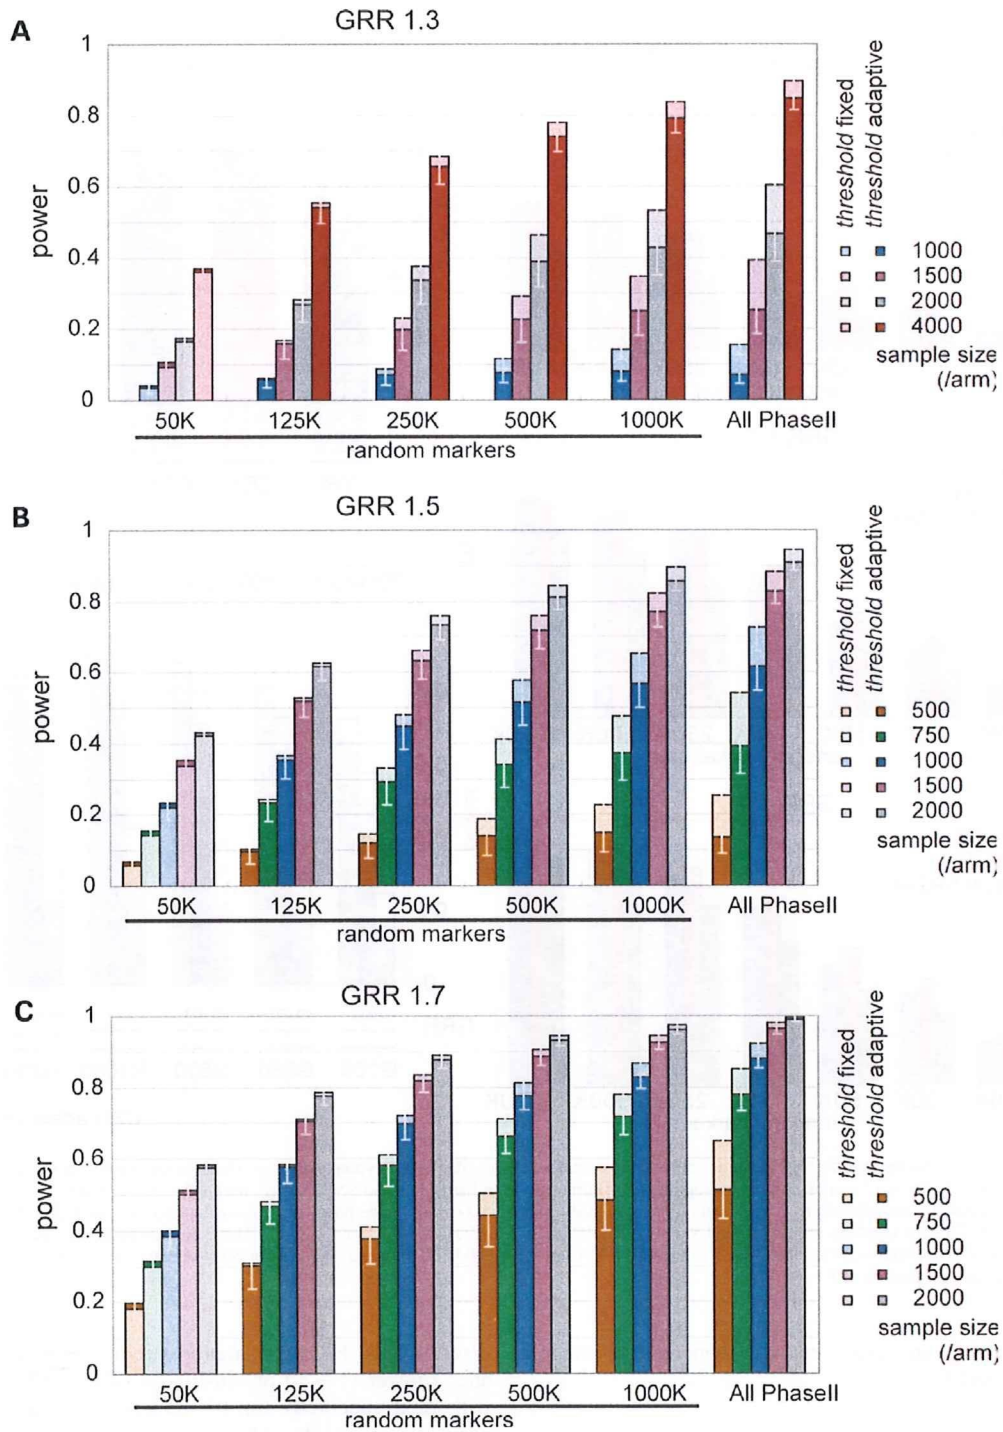 A
GRR 1.3
1
0.8
0.6
0.4
0.2
0
power
50K 125K 250K 500K 1000K All PhaseII
random markers
threshold fixed
threshold adaptive
1000
1500
2000
4000
sample size
(/arm)
B
GRR 1.5
1
0.8
0.6
0.4
0.2
0
power
50K 125K 250K 500K 1000K All PhaseII
random markers
threshold fixed
threshold adaptive
500
750
1000
1500
2000
sample size
(/arm)
C
GRR 1.7
1
0.8
0.6
0.4
0.2
0
power
50K 125K 250K 500K 1000K All PhaseII
random markers
threshold fixed
threshold adaptive
500
750
1000
1500
2000
sample size
(/arm)